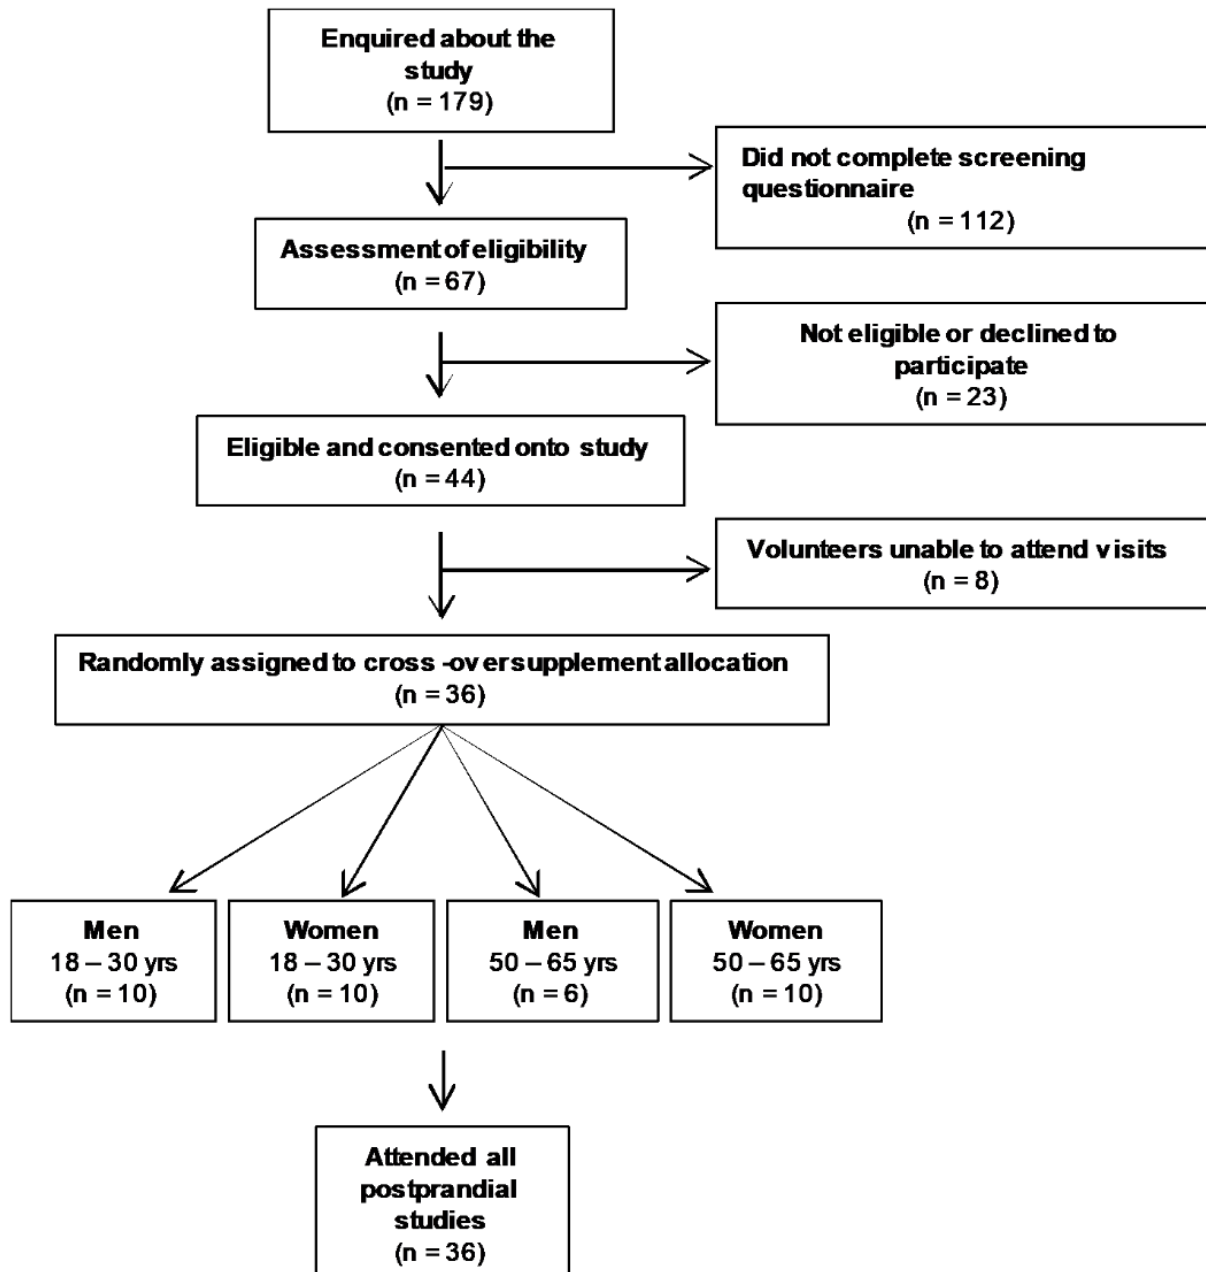 Enquired about the
study
(n = 179)
Did not complete screening
questionnaire
(n = 112)
Assessment of eligibility
(n = 67)
Not eligible or declined to
participate
(n = 23)
Eligible and consented onto study
(n = 44)
Volunteers unable to attend visits
(n = 8)
Randomly assigned to cross -over supplement allocation
(n = 36)
Men
18 – 30 yrs
(n = 10)
Women
18 – 30 yrs
(n = 10)
Men
50 – 65 yrs
(n = 6)
Women
50 – 65 yrs
(n = 10)
Attended all
postprandial
studies
(n = 36)